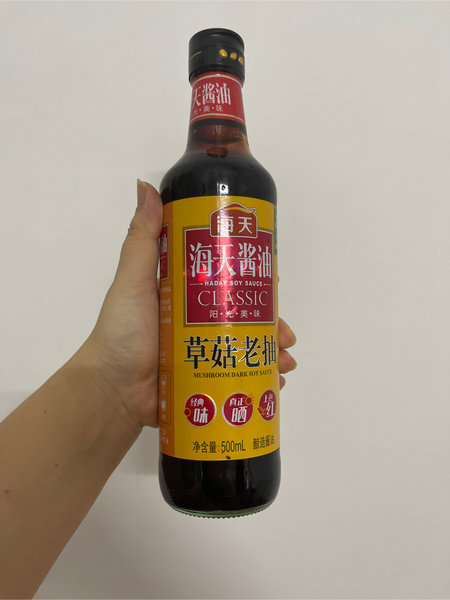 天酱油
光·美·味
海天
海天酱油
HADAY SOY SAUCE
CLASSIC
阳·光·美·味
草菇老抽
MUSHROOM DARK SOY SAUCE
经典
味
真正
晒
上色
红
净含量:500mL 酿造酱油
油